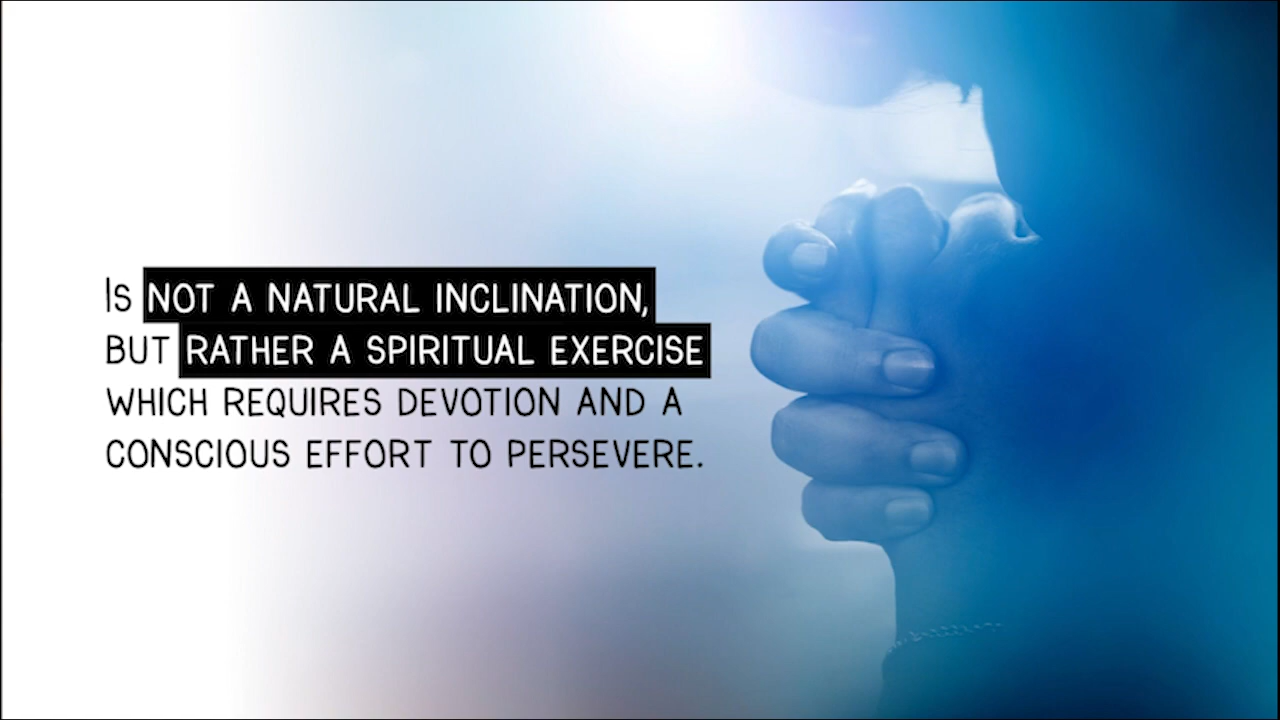 Is NOT A NATURAL INCLINATION,
BUT RATHER A SPIRITUAL EXERCISE
WHICH REQUIRES DEVOTION AND A
CONSCIOUS EFFORT TO PERSEVERE.